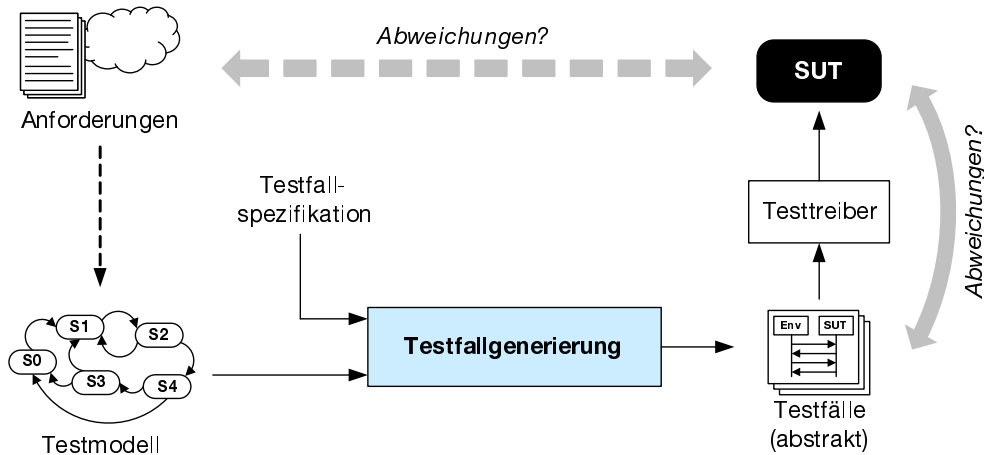 Abweichungen?
SUT
Anforderungen
Abweichungen?
Testfall-
spezifikation
Testtreiber
S1
S2
S0
S3
S4
Testfallgenerierung
Env
SUT
Testmodell
Testfälle
(abstrakt)